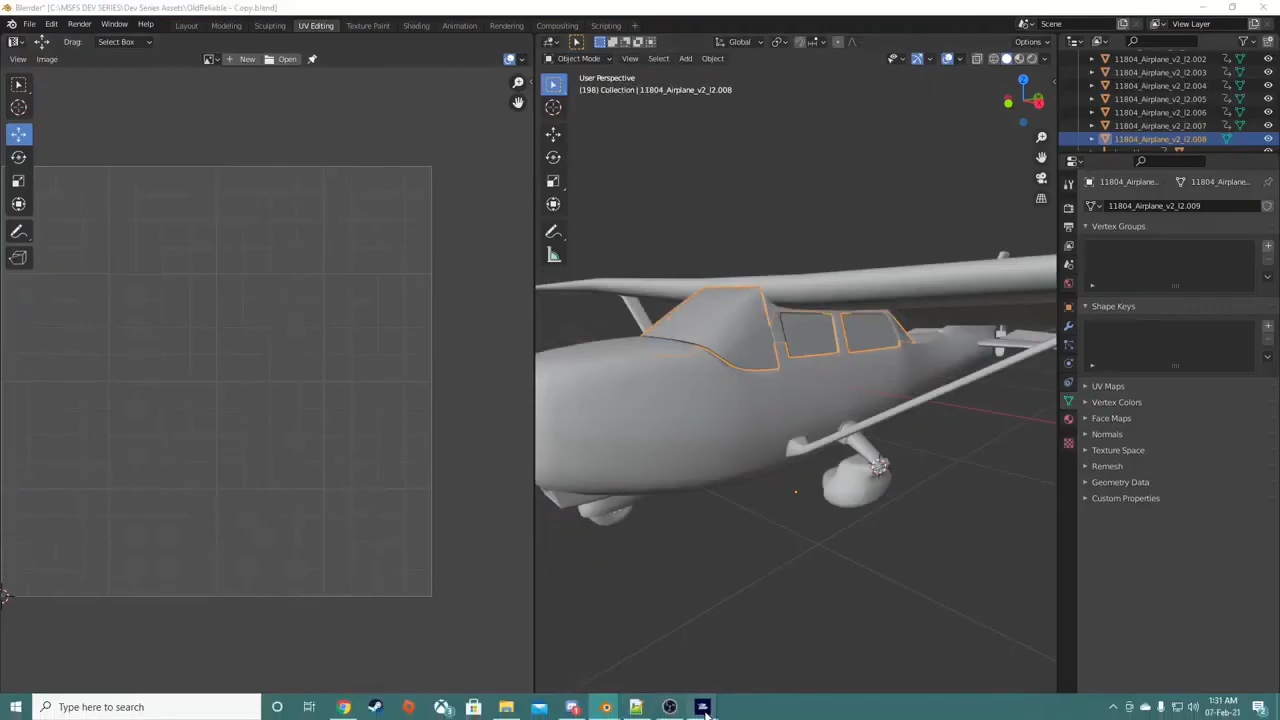 Blender* [C:\MSFS DEV SERIES\Dev Series Assets\OldReliable - Copy.blend]
File Edit Render Window Help Layout Modeling Sculpting UV Editing Texture Paint Shading Animation Rendering Compositing Scripting + Scene View Layer
Drag: Select Box Global Options
View Image New Open Object Mode View Select Add Object
User Perspective
(198) Collection | 11804_Airplane_v2_l2.008
11804_Airplane_v2_l2.002
11804_Airplane_v2_l2.003
11804_Airplane_v2_l2.004
11804_Airplane_v2_l2.005
11804_Airplane_v2_l2.006
11804_Airplane_v2_l2.007
11804_Airplane_v2_l2.008
11804_Airplane... 11804_Airplane...
11804_Airplane_v2_l2.009
Vertex Groups
Shape Keys
UV Maps
Vertex Colors
Face Maps
Normals
Texture Space
Remesh
Geometry Data
Custom Properties
Type here to search
1:31 AM
07-Feb-21